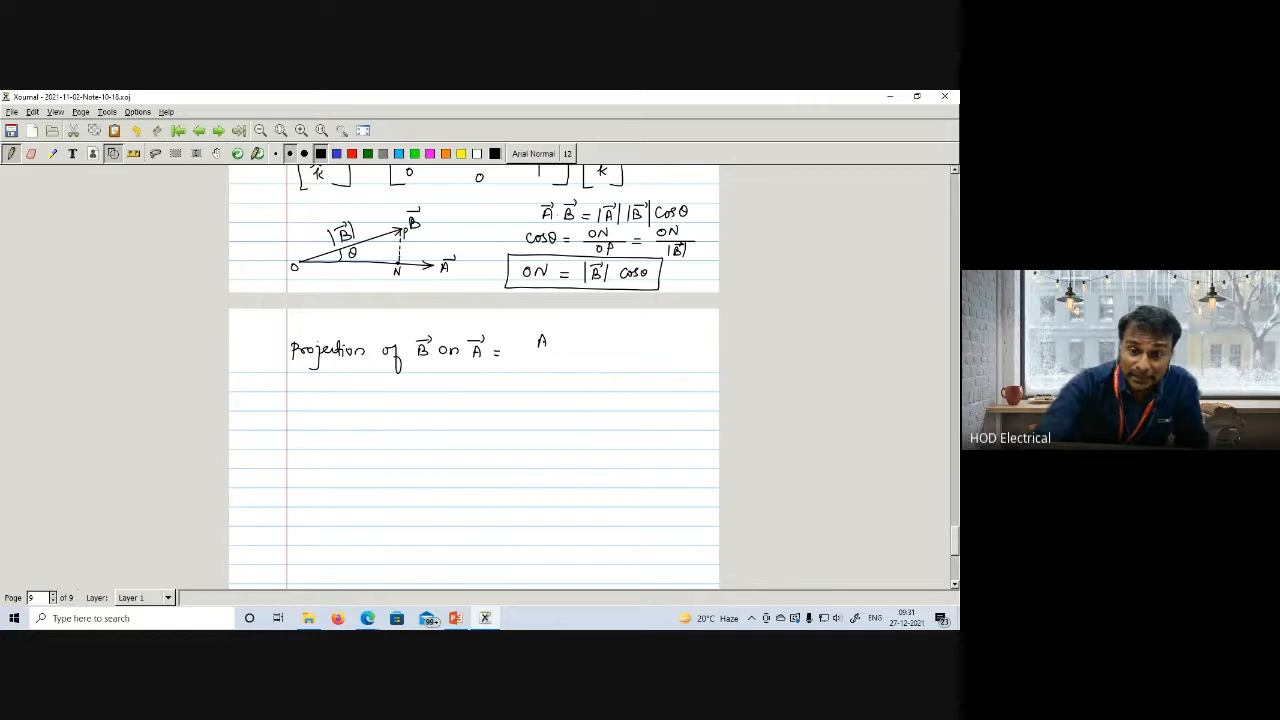 Xournal - 2021-11-02-Note-10-18.xoj
File Edit View Page Tools Options Help
Arial Normal 12
[k] [0 0 1] [k]
A⃗ · B⃗ = |A⃗| |B⃗| cosθ
cosθ = ON/OP = ON/|B⃗|
ON = |B⃗| cosθ
|B⃗| P B⃗
θ
O N A⃗
Projection of B⃗ on A⃗ = A
HOD Electrical
Page 9 of 9 Layer: Layer 1
Type here to search
99+
20°C Haze
ENG
09:31
27-12-2021
23